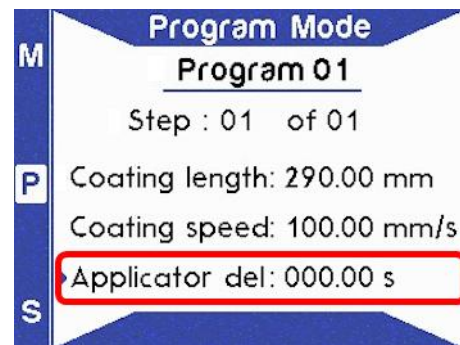 Program Mode
M
Program 01
Step : 01 of 01
P
Coating length: 290.00 mm
Coating speed: 100.00 mm/s
Applicator del: 000.00 s
S